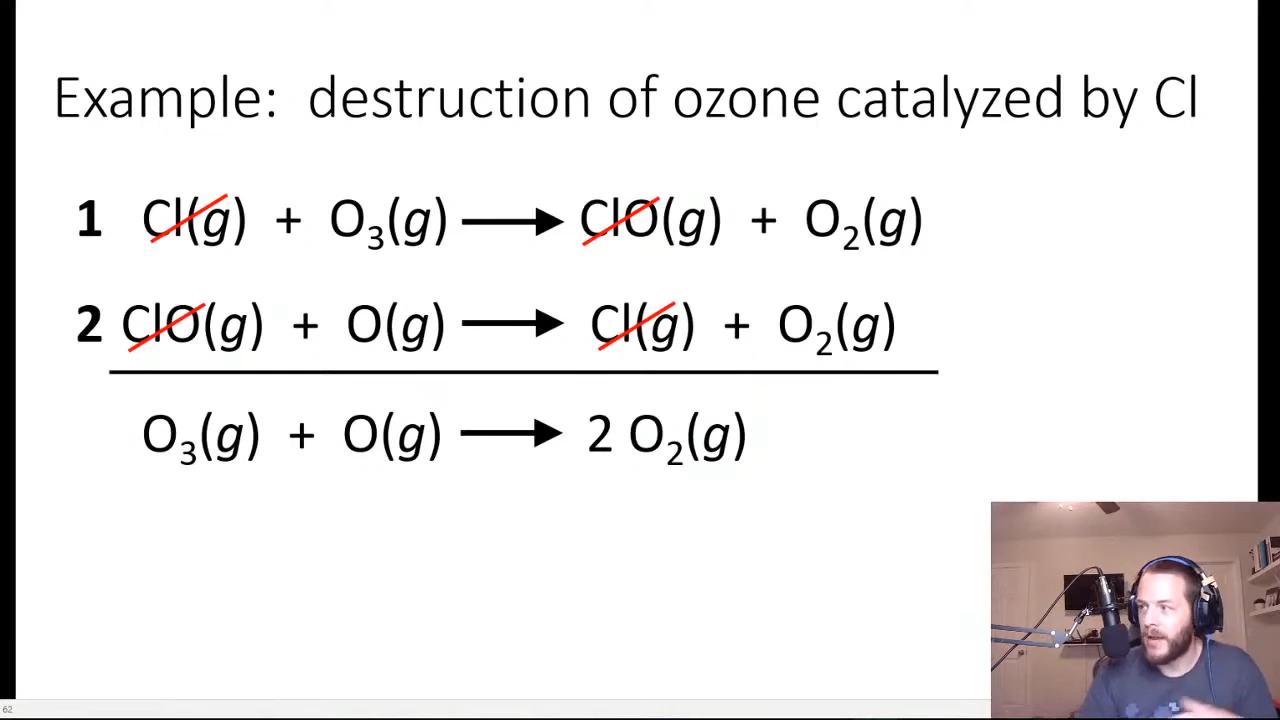 Example: destruction of ozone catalyzed by Cl
1 Cl(g) + O₃(g) ⟶ ClO(g) + O₂(g)
2 ClO(g) + O(g) ⟶ Cl(g) + O₂(g)
O₃(g) + O(g) ⟶ 2 O₂(g)
62